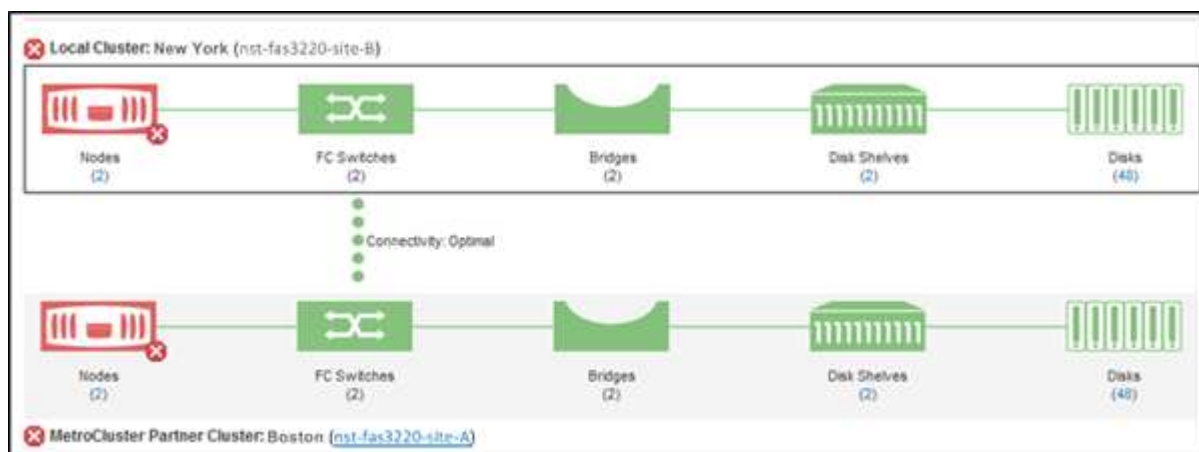 Local Cluster: New York (nst-fas3220-site-B)
Nodes FC Switches Bridges Disk Shelves Disks
(2) (2) (2) (2) (48)
Connectivity: Optimal
Nodes FC Switches Bridges Disk Shelves Disks
(2) (2) (2) (2) (48)
MetroCluster Partner Cluster: Boston (nst-fas3220-site-A)